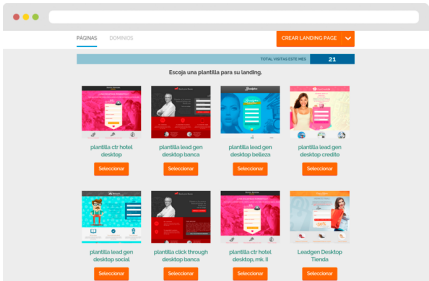 PÁGINAS DOMINIOS CREAR LANDING PAGE
TOTAL VISITAS ESTE MES 21
Escoja una plantilla para su landing.
plantilla ctr hotel desktop
Seleccionar
plantilla lead gen desktop banca
Seleccionar
plantilla lead gen desktop belleza
Seleccionar
plantilla lead gen desktop credito
Seleccionar
plantilla lead gen desktop social
Seleccionar
plantilla click through desktop banca
Seleccionar
plantilla ctr hotel desktop, mk. II
Seleccionar
Leadgen Desktop Tienda
Seleccionar